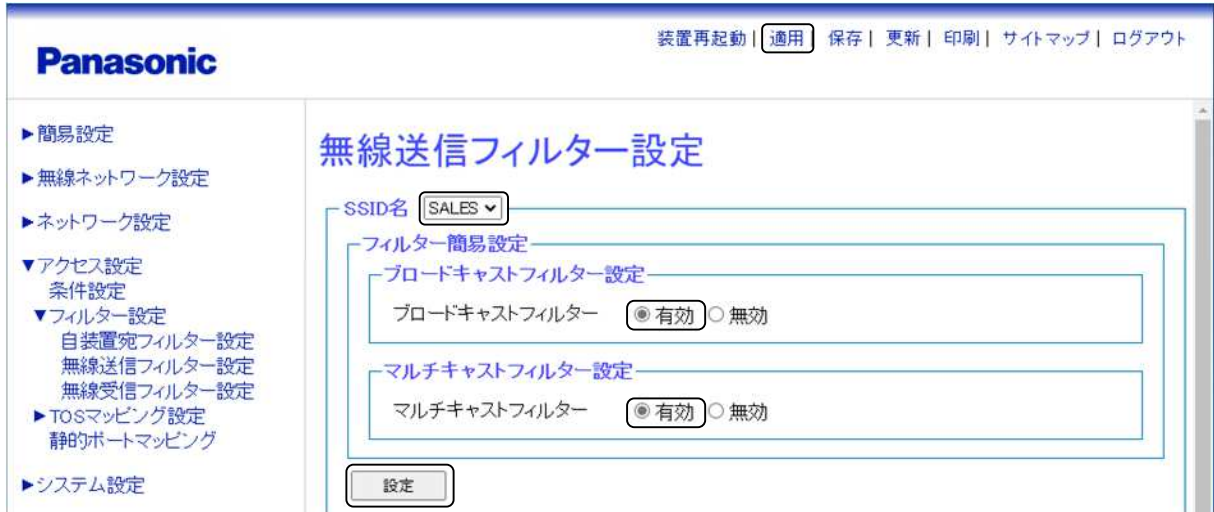 Panasonic
装置再起動 | 適用 | 保存 | 更新 | 印刷 | サイトマップ | ログアウト
▶簡易設定
▶無線ネットワーク設定
▶ネットワーク設定
▼アクセス設定
条件設定
▼フィルター設定
自装置宛フィルター設定
無線送信フィルター設定
無線受信フィルター設定
▶TOSマッピング設定
静的ポートマッピング
▶システム設定
無線送信フィルター設定
SSID名 SALES
フィルター簡易設定
ブロードキャストフィルター設定
ブロードキャストフィルター 有効 無効
マルチキャストフィルター設定
マルチキャストフィルター 有効 無効
設定